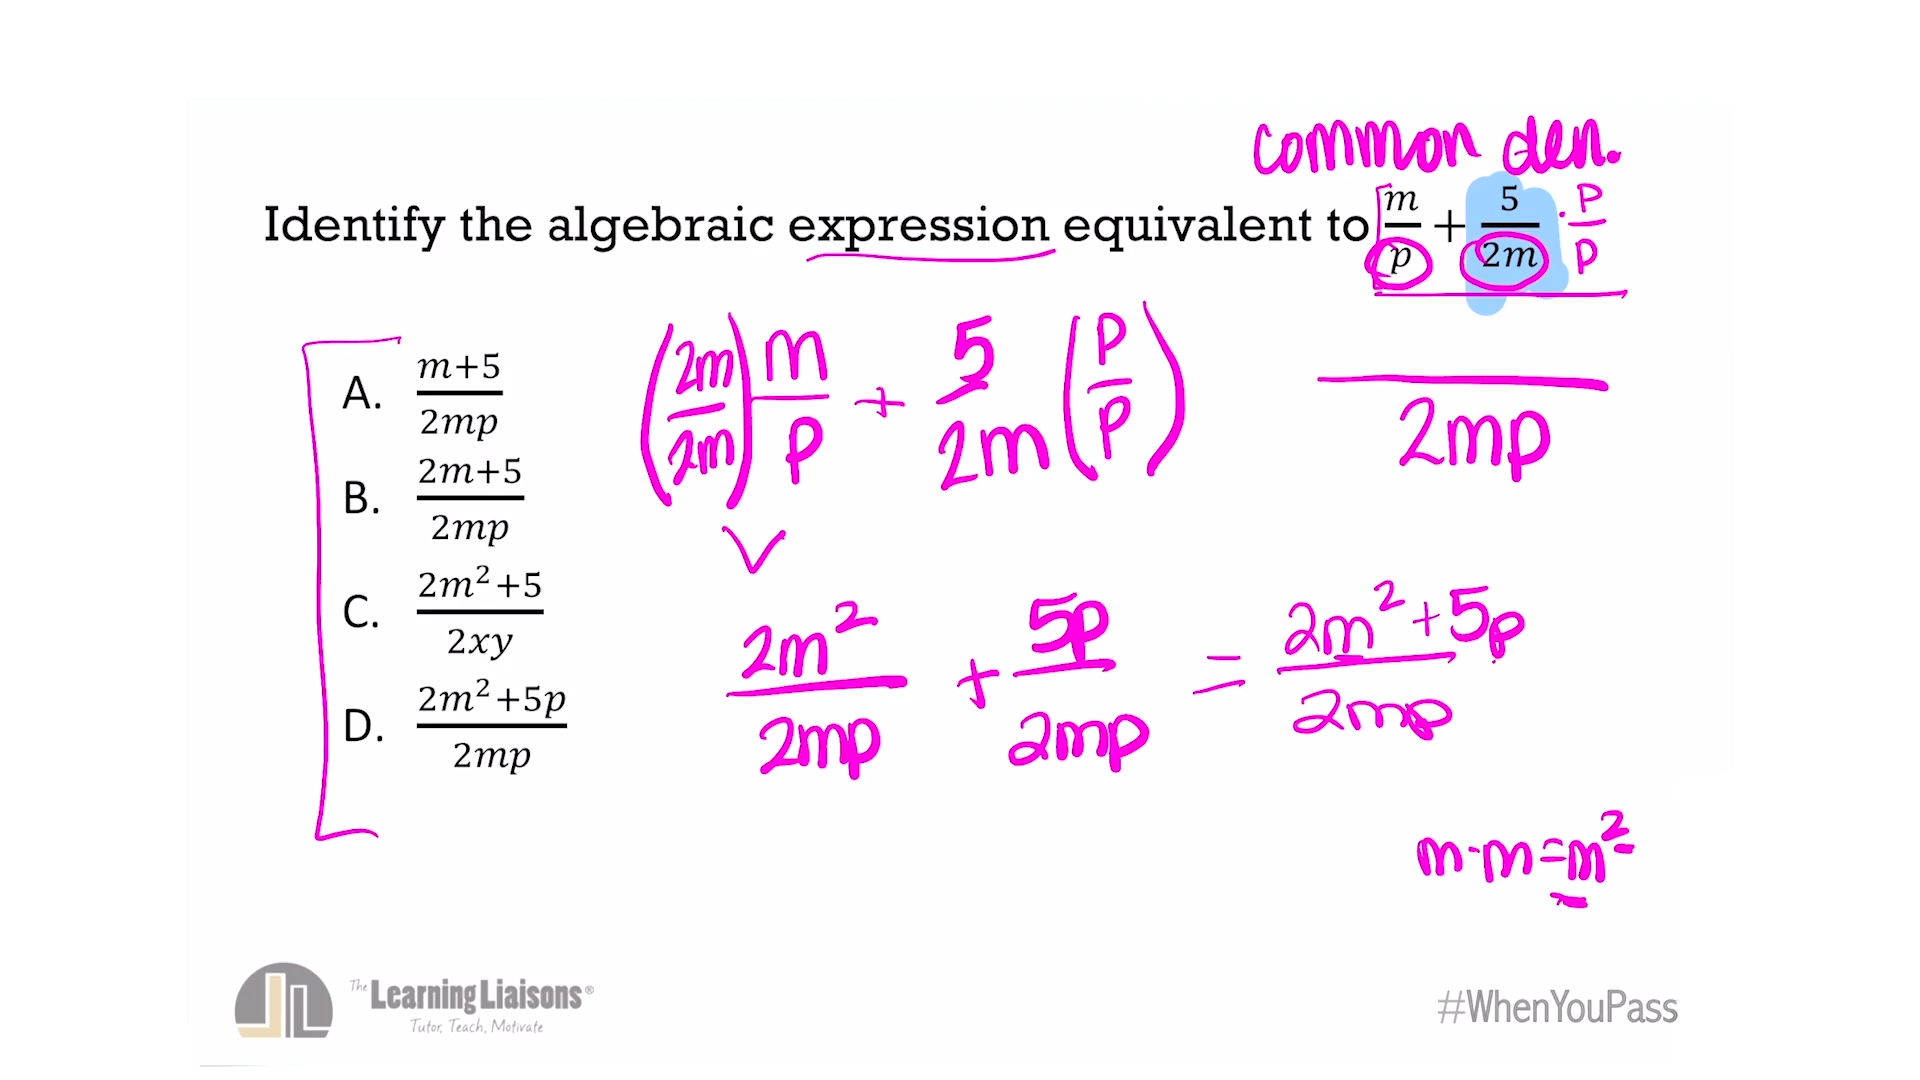 common den.
Identify the algebraic expression equivalent to m/p + 5/2m · p/p
(2m/2m) m/p + 5/2m (p/p)
/2mp
A. m+5/2mp
B. 2m+5/2mp
C. 2m²+5/2xy
D. 2m²+5p/2mp
2m²/2mp + 5p/2mp = 2m²+5p/2mp
m·m=m²
The Learning Liaisons®
Tutor, Teach, Motivate
#WhenYouPass